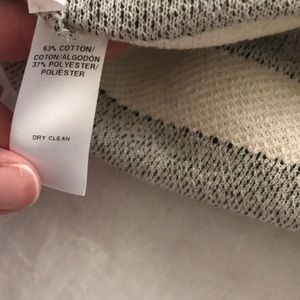 63% COTTON/
COTON/ALGODÓN
37% POLYESTER/
POLIÉSTER
DRY CLEAN